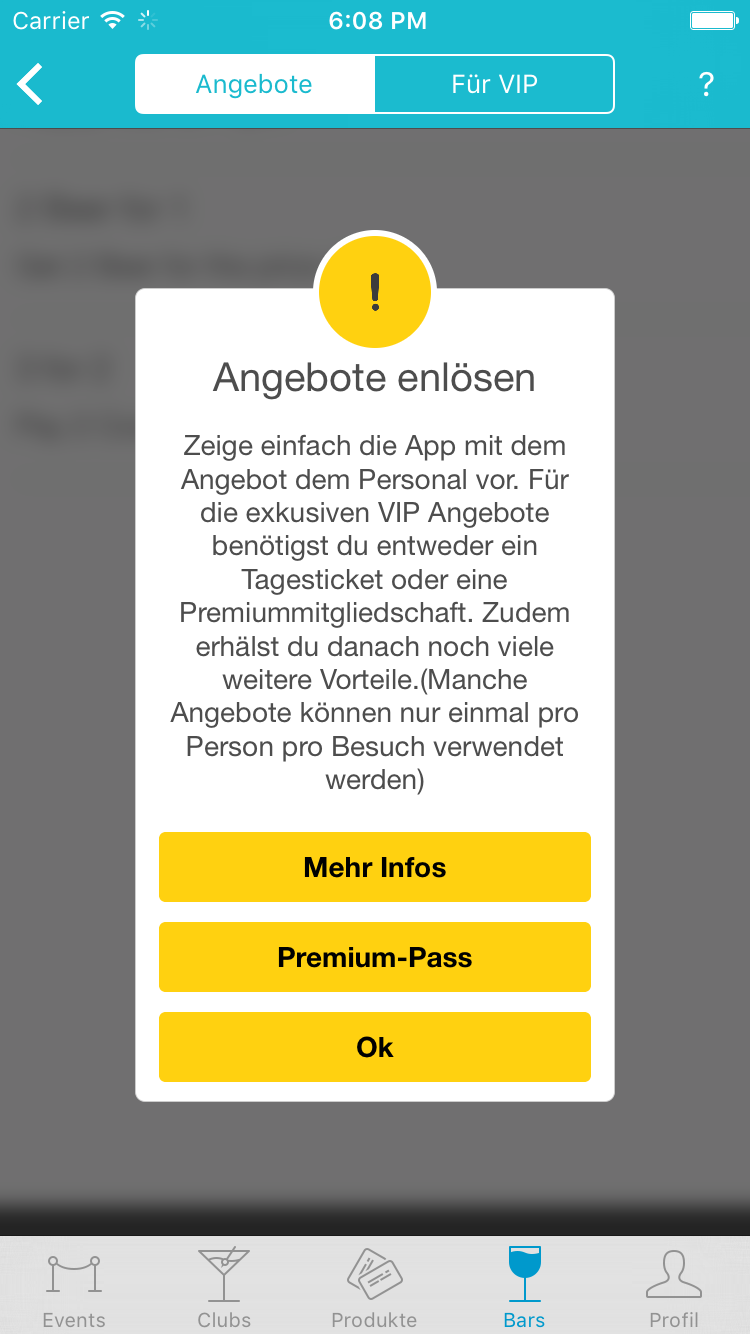 Carrier 6:08 PM
Angebote Für VIP ?
!
Angebote enlösen
Zeige einfach die App mit dem
Angebot dem Personal vor. Für
die exkusiven VIP Angebote
benötigst du entweder ein
Tagesticket oder eine
Premiummitgliedschaft. Zudem
erhälst du danach noch viele
weitere Vorteile.(Manche
Angebote können nur einmal pro
Person pro Besuch verwendet
werden)
Mehr Infos
Premium-Pass
Ok
Events Clubs Produkte Bars Profil